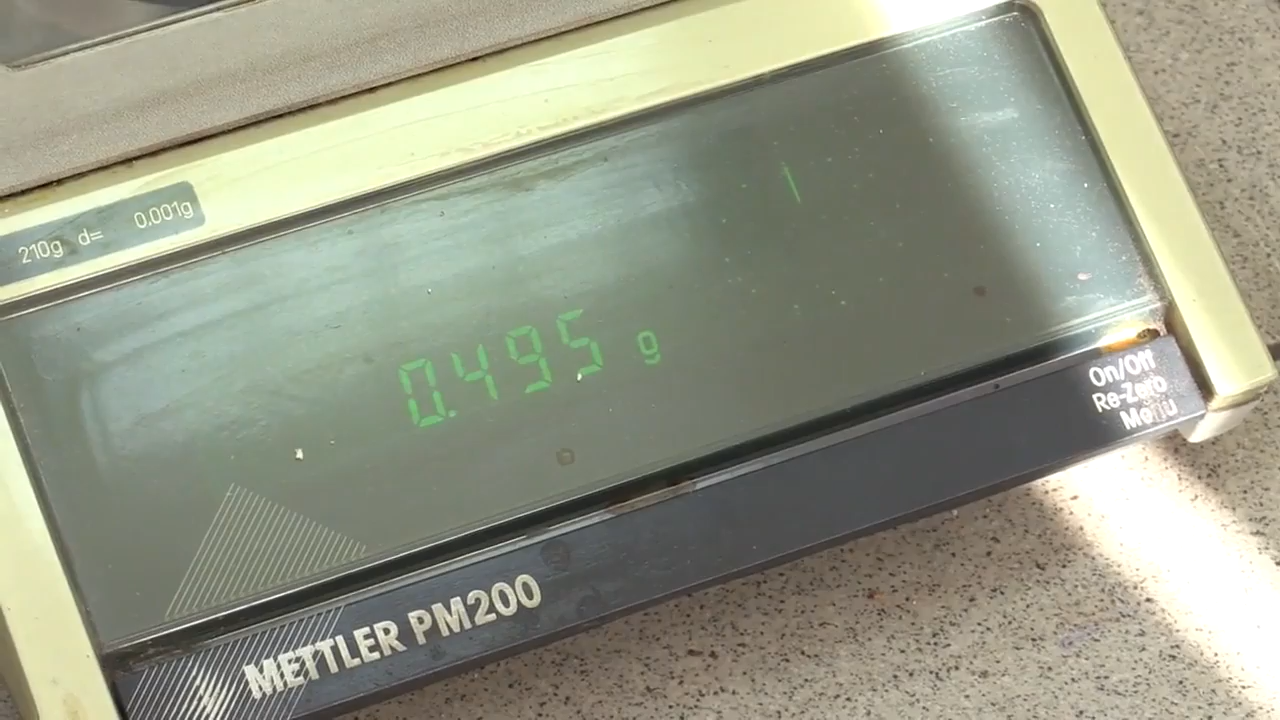 210g d= 0.001g
0.495 g
On/Off
Re-Zero
Menu
METTLER PM200